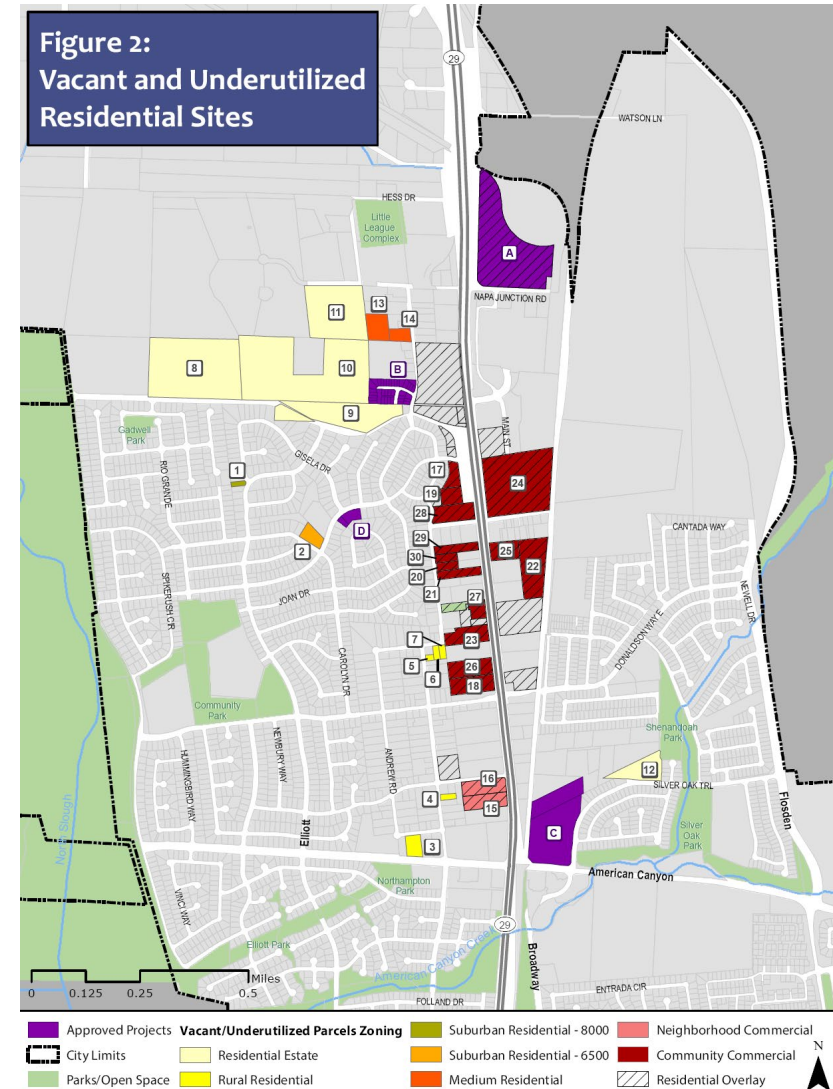 Figure 2:
Vacant and Underutilized
Residential Sites
29
WATSON LN
HESS DR
Little
League
Complex
A
NAPA JUNCTION RD
11
13
14
8
10
B
9
MAIN ST
Gadwell
Park
RIO GRANDE
GISELA DR
1
17
19
24
28
2
D
CANTADA WAY
29
30
20
25
22
21
SPIKERUSH CIR
JOAN DR
NEWELL DR
27
DONALDSON WAY E
7
23
5
6
26
18
CAROLYN DR
Community
Park
Shenandoah
Park
HUMMINGBIRD WAY
NEWBURY WAY
ANDREW RD
12
SILVER OAK TRL
16
4
15
Flosden
North Slough
Elliott
3
C
Silver
Oak
Park
American Canyon
Northampton
Park
VINCI WAY
29
Elliott Park
American Canyon Creek
Broadway
ENTRADA CIR
FOLLAND DR
Miles
0 0.125 0.25 0.5
Approved Projects
City Limits
Parks/Open Space
Vacant/Underutilized Parcels Zoning
Residential Estate
Rural Residential
Suburban Residential - 8000
Suburban Residential - 6500
Medium Residential
Neighborhood Commercial
Community Commercial
Residential Overlay
N